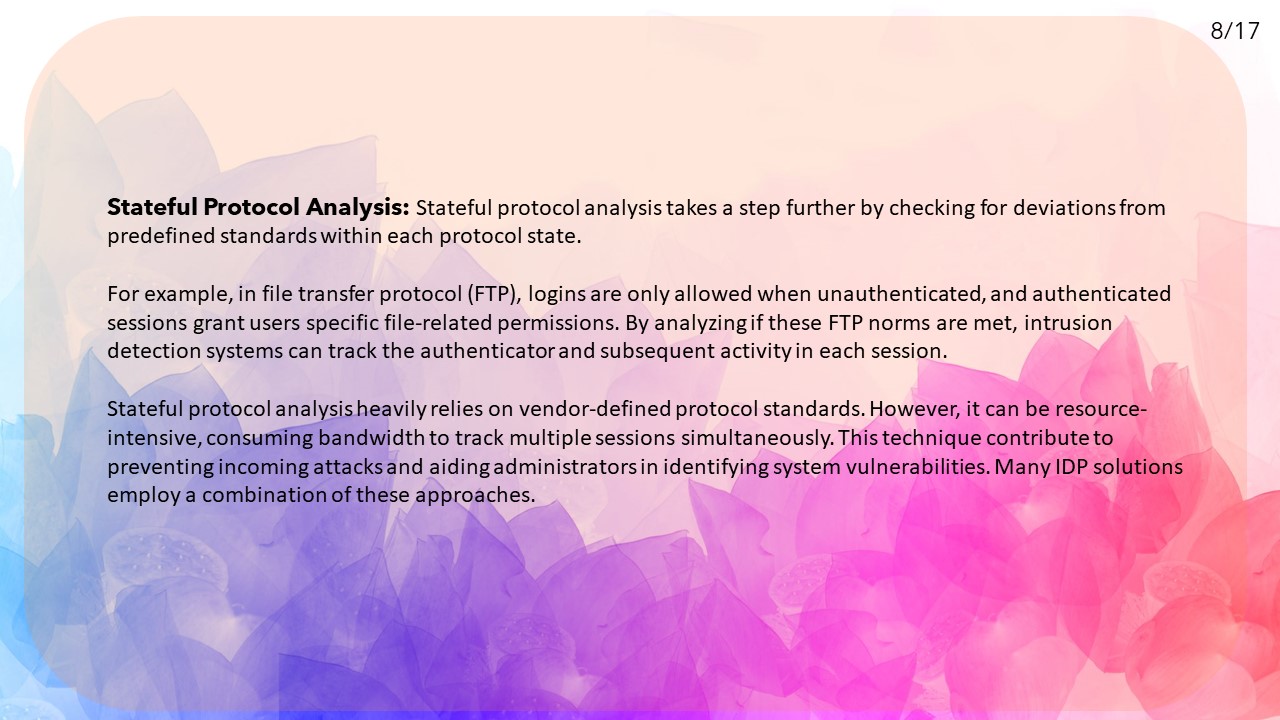 8/17
Stateful Protocol Analysis: Stateful protocol analysis takes a step further by checking for deviations from
predefined standards within each protocol state.
For example, in file transfer protocol (FTP), logins are only allowed when unauthenticated, and authenticated
sessions grant users specific file-related permissions. By analyzing if these FTP norms are met, intrusion
detection systems can track the authenticator and subsequent activity in each session.
Stateful protocol analysis heavily relies on vendor-defined protocol standards. However, it can be resource-
intensive, consuming bandwidth to track multiple sessions simultaneously. This technique contribute to
preventing incoming attacks and aiding administrators in identifying system vulnerabilities. Many IDP solutions
employ a combination of these approaches.